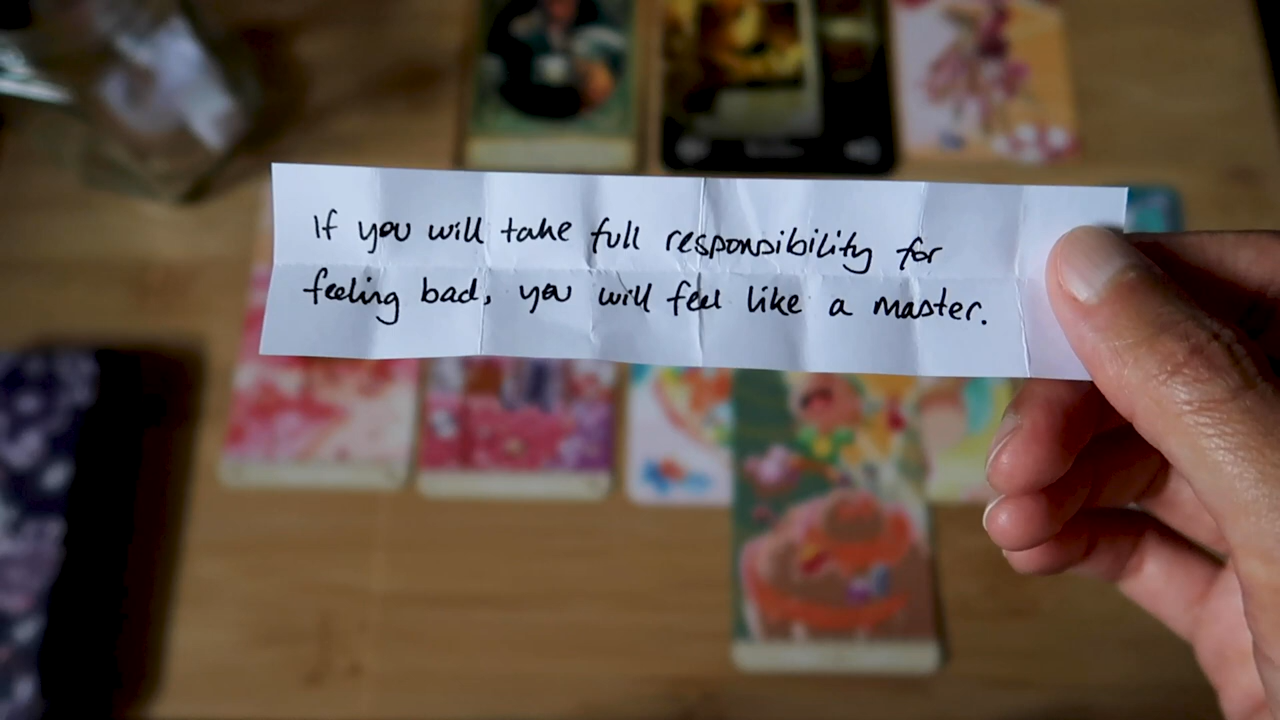 If you will take full responsibility for
feeling bad, you will feel like a master.